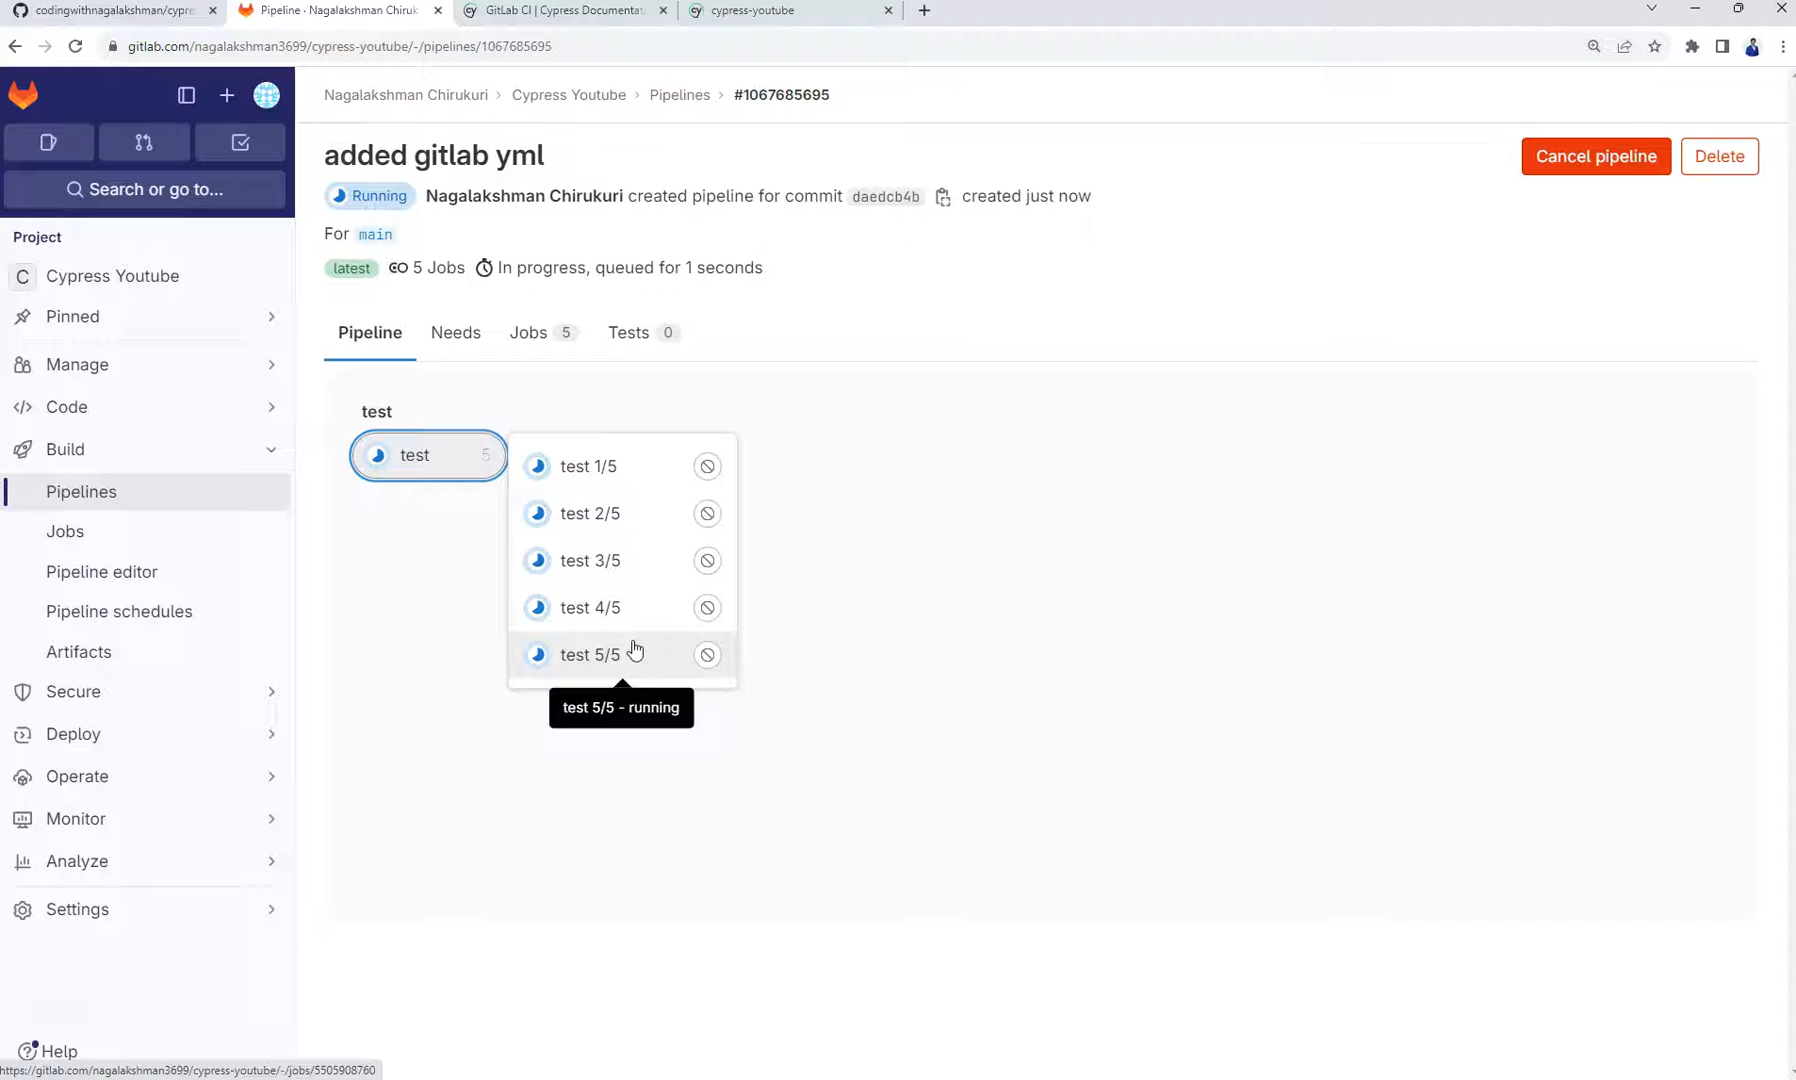 codingwithnagalakshman/cypre
Pipeline · Nagalakshman Chiruk
GitLab CI | Cypress Documentat
cypress-youtube
gitlab.com/nagalakshman3699/cypress-youtube/-/pipelines/1067685695
Nagalakshman Chirukuri
Cypress Youtube
Pipelines
#1067685695
added gitlab yml
Cancel pipeline
Delete
Running
Nagalakshman Chirukuri created pipeline for commit daedcb4b created just now
For main
latest 5 Jobs In progress, queued for 1 seconds
Pipeline
Needs
Jobs 5
Tests 0
Search or go to...
Project
C Cypress Youtube
Pinned
Manage
Code
Build
Pipelines
Jobs
Pipeline editor
Pipeline schedules
Artifacts
Secure
Deploy
Operate
Monitor
Analyze
Settings
Help
test
test 5
test 1/5
test 2/5
test 3/5
test 4/5
test 5/5
test 5/5 - running
https://gitlab.com/nagalakshman3699/cypress-youtube/-/jobs/5505908760